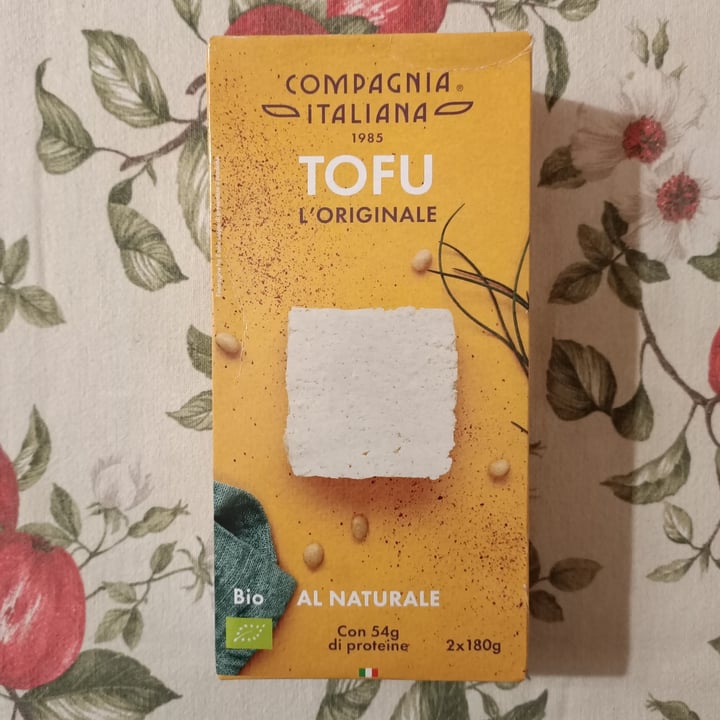 COMPAGNIA®
ITALIANA
1985
TOFU
L'ORIGINALE
Bio
AL NATURALE
Con 54g
di proteine
2x180g